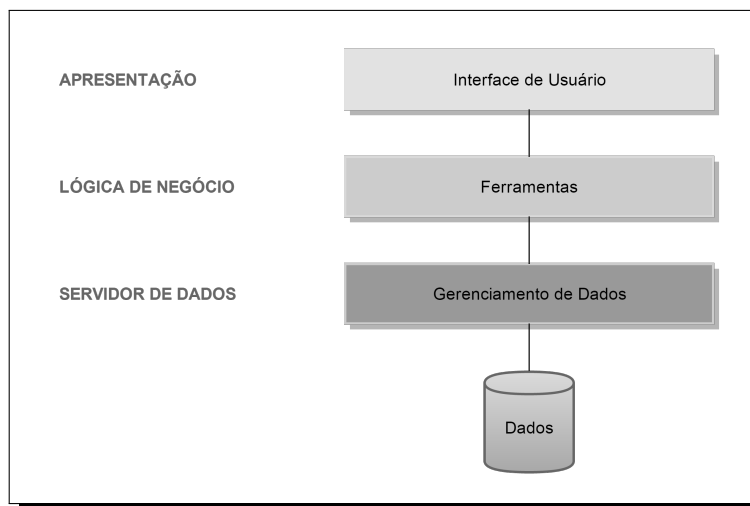 APRESENTAÇÃO
Interface de Usuário
LÓGICA DE NEGÓCIO
Ferramentas
SERVIDOR DE DADOS
Gerenciamento de Dados
Dados